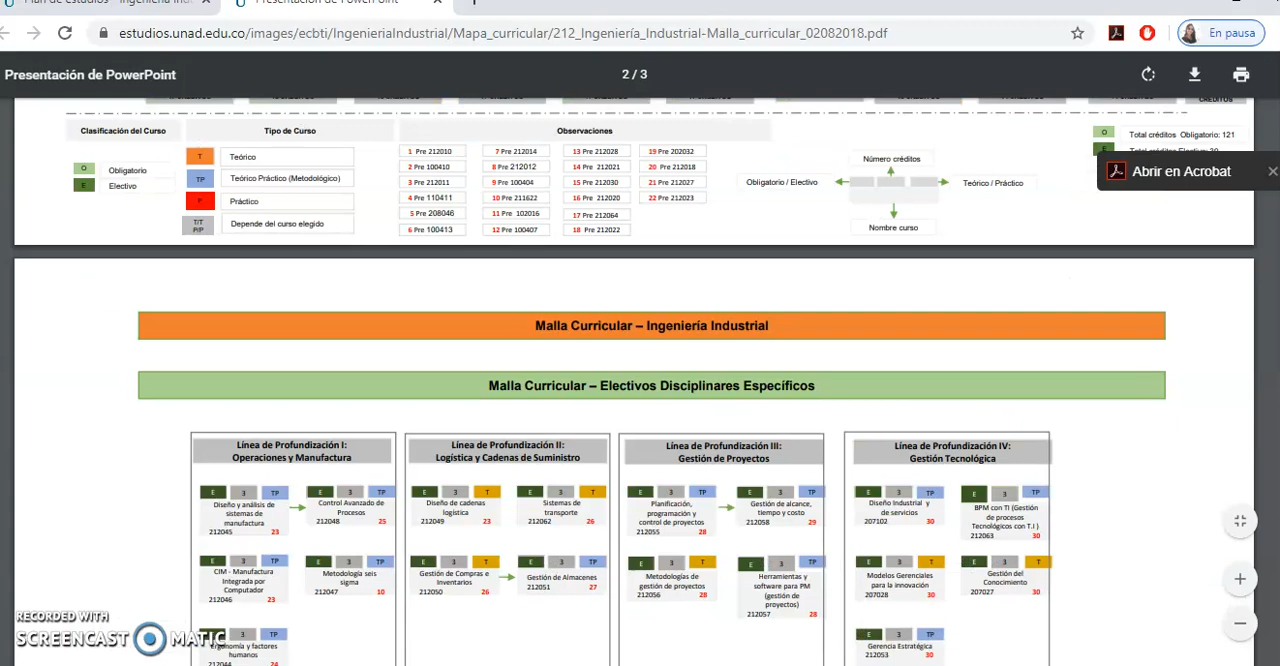 Plan de estudios - Ingeniería Indu
Presentación de PowerPoint
estudios.unad.edu.co/images/ecbti/IngenieriaIndustrial/Mapa_curricular/212_Ingeniería_Industrial-Malla_curricular_02082018.pdf
En pausa
Presentación de PowerPoint
2 / 3
CRÉDITOS
Clasificación del Curso
Tipo de Curso
Observaciones
O Obligatorio
E Electivo
T Teórico
TP Teórico Práctico (Metodológico)
P Práctico
T/T
P/P
Depende del curso elegido
1 Pre 212010
2 Pre 100410
3 Pre 212011
4 Pre 110411
5 Pre 208046
6 Pre 100413
7 Pre 212014
8 Pre 212012
9 Pre 100404
10 Pre 211622
11 Pre 102016
12 Pre 100407
13 Pre 212028
14 Pre 212021
15 Pre 212030
16 Pre 212020
17 Pre 212064
18 Pre 212022
19 Pre 202032
20 Pre 212018
21 Pre 212027
22 Pre 212023
Número créditos
Obligatorio / Electivo
Teórico / Práctico
Nombre curso
O Total créditos Obligatorio: 121
E
Abrir en Acrobat
Malla Curricular – Ingeniería Industrial
Malla Curricular – Electivos Disciplinares Específicos
Línea de Profundización I:
Operaciones y Manufactura
E 3 TP
Diseño y análisis de
sistemas de
manufactura
212045 23
E 3 TP
Control Avanzado de
Procesos
212048 25
E 3 TP
CIM - Manufactura
Integrada por
Computador
212046 23
E 3 TP
Metodología seis
sigma
212047 10
3 TP
Ergonomía y factores
humanos
212044 24
Línea de Profundización II:
Logística y Cadenas de Suministro
E 3 T
Diseño de cadenas
logística
212049 23
E 3 T
Sistemas de
transporte
212062 26
E 3 T
Gestión de Compras e
Inventarios
212050 26
E 3 TP
Gestión de Almacenes
212051 27
Línea de Profundización III:
Gestión de Proyectos
E 3 TP
Planificación,
programación y
control de proyectos
212055 28
E 3 TP
Gestión de alcance,
tiempo y costo
212058 29
E 3 T
Metodologías de
gestión de proyectos
212056 28
E 3 TP
Herramientas y
software para PM
(gestión de
proyectos)
212057 28
Línea de Profundización IV:
Gestión Tecnológica
E 3 TP
Diseño Industrial y
de servicios
207102 30
E 3 TP
BPM con TI (Gestión
de procesos
Tecnológicos con T.I )
212063 30
E 3 T
Modelos Gerenciales
para la innovación
207028 30
E 3 T
Gestión del
Conocimiento
207027 30
E 3 TP
Gerencia Estratégica
212053 30
RECORDED WITH
SCREENCAST MATIC